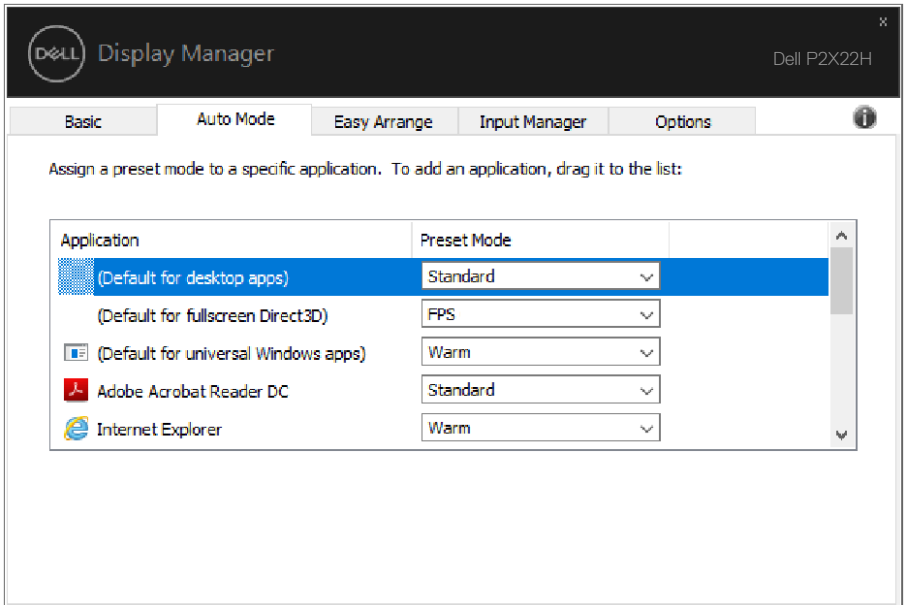 DELL Display Manager
x
Dell P2X22H
Basic Auto Mode Easy Arrange Input Manager Options
Assign a preset mode to a specific application. To add an application, drag it to the list:
Application Preset Mode
(Default for desktop apps) Standard
(Default for fullscreen Direct3D) FPS
(Default for universal Windows apps) Warm
Adobe Acrobat Reader DC Standard
Internet Explorer Warm